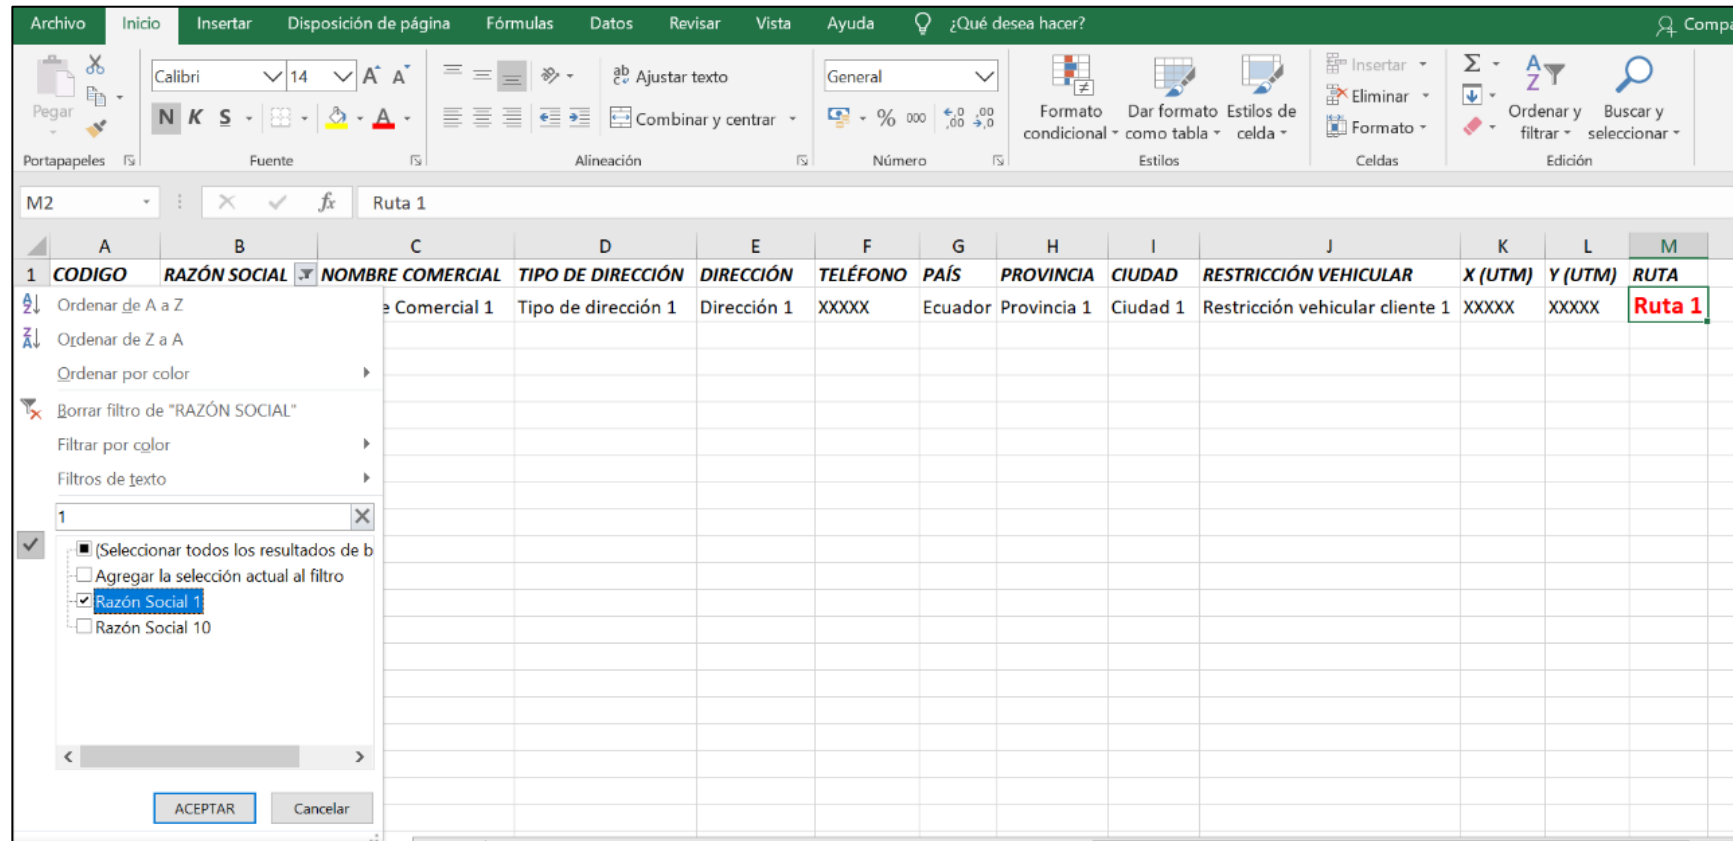 Archivo Inicio Insertar Disposición de página Fórmulas Datos Revisar Vista Ayuda ¿Qué desea hacer?
Pegar
Calibri 14 A A
N K S A
ab c Ajustar texto
Combinar y centrar
General
% 000 ,00 ,0
Formato condicional
Dar formato como tabla
Estilos de celda
Insertar
Eliminar
Formato
Σ
Ordenar y filtrar
Buscar y seleccionar
Portapapeles Fuente Alineación Número Estilos Celdas Edición
M2 fx Ruta 1
A B C D E F G H I J K L M
1 CODIGO RAZÓN SOCIAL NOMBRE COMERCIAL TIPO DE DIRECCIÓN DIRECCIÓN TELÉFONO PAÍS PROVINCIA CIUDAD RESTRICCIÓN VEHICULAR X (UTM) Y (UTM) RUTA
Comercial 1 Tipo de dirección 1 Dirección 1 XXXXX Ecuador Provincia 1 Ciudad 1 Restricción vehicular cliente 1 XXXXX XXXXX Ruta 1
Ordenar de A a Z
Ordenar de Z a A
Ordenar por color
Borrar filtro de "RAZÓN SOCIAL"
Filtrar por color
Filtros de texto
1
(Seleccionar todos los resultados de b
Agregar la selección actual al filtro
Razón Social 1
Razón Social 10
ACEPTAR Cancelar